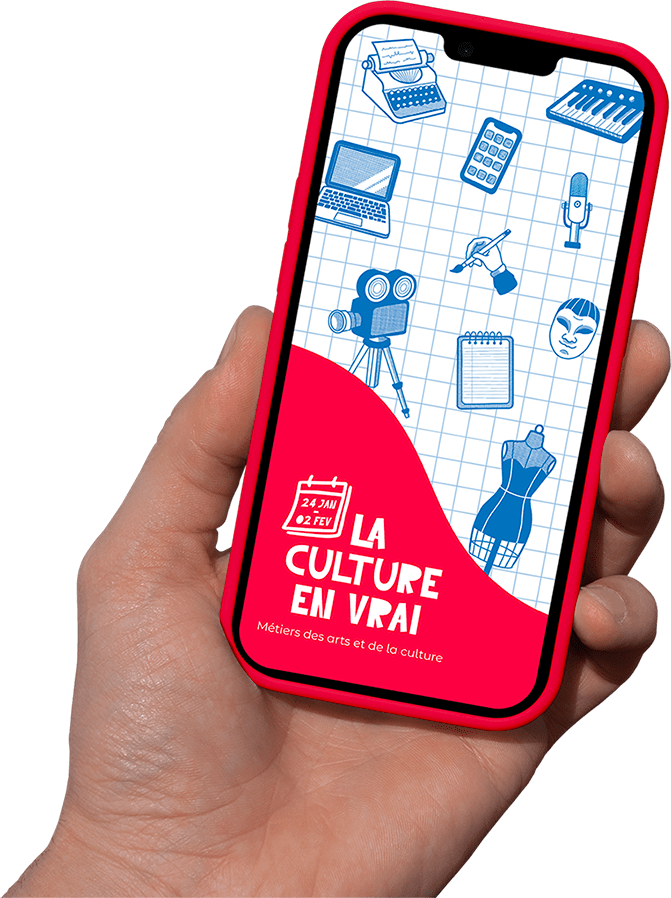 24 JAN
-
02 FEV
LA
CULTURE
EN VRAI
Métiers des arts et de la culture